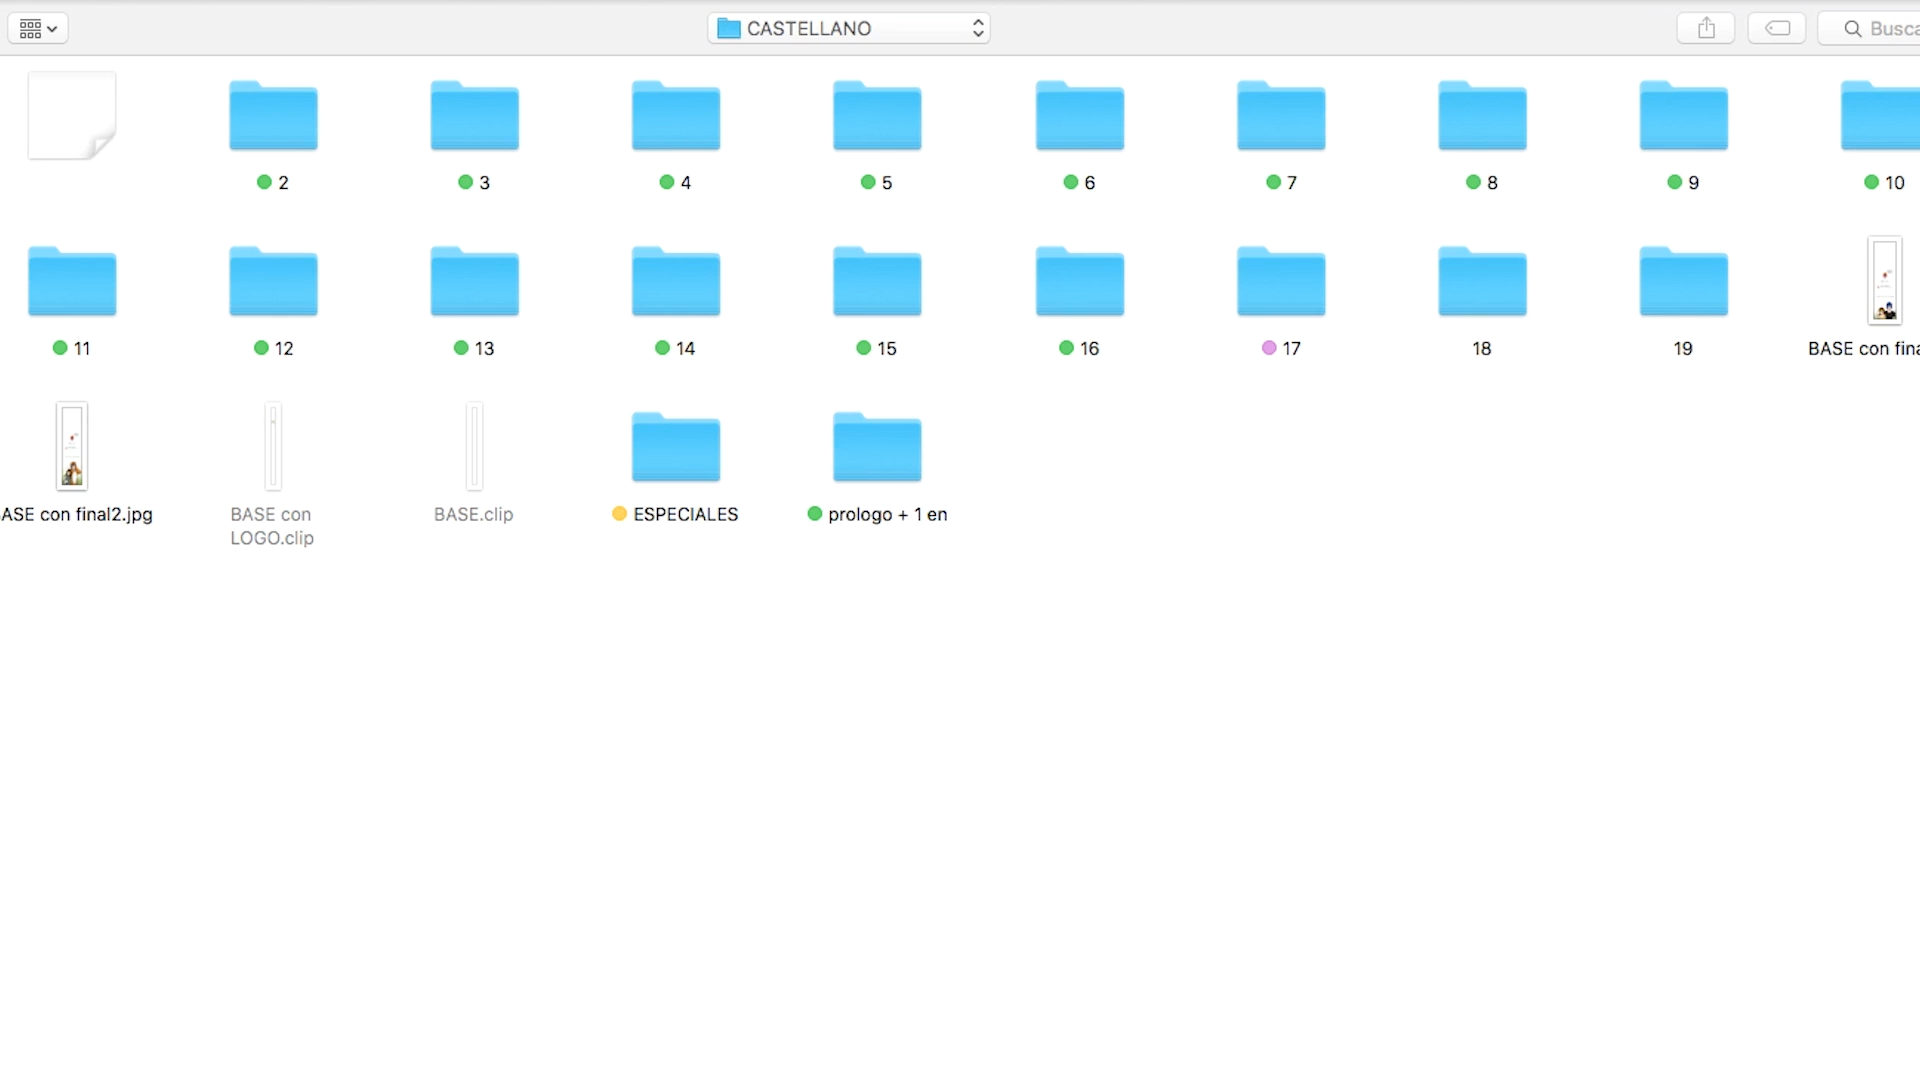 CASTELLANO
Busca
2
3
4
5
6
7
8
9
10
11
12
13
14
15
16
17
18
19
BASE con fina
ASE con final2.jpg
BASE con
LOGO.clip
BASE.clip
ESPECIALES
prologo + 1 en